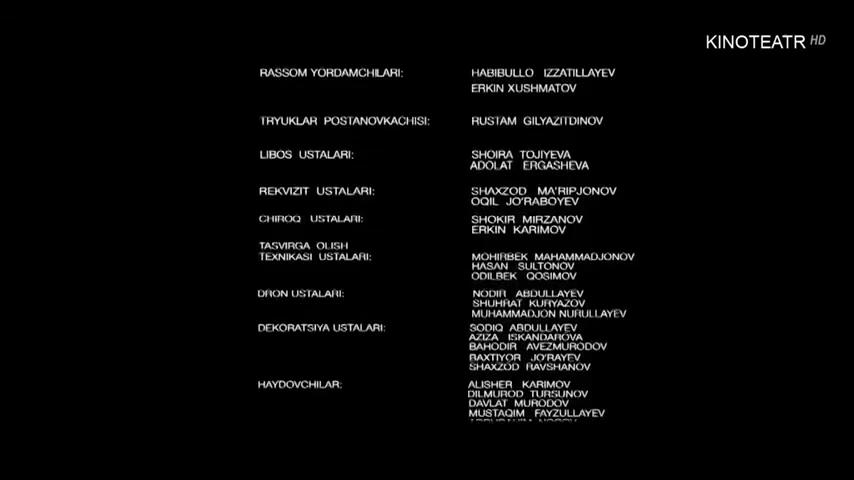 KINOTEATR HD
RASSOM YORDAMCHILARI: HABIBULLO IZZATILLAYEV
ERKIN XUSHMATOV
TRYUKLAR POSTANOVKACHISI: RUSTAM GILYAZITDINOV
LIBOS USTALARI: SHOIRA TOJIYEVA
ADOLAT ERGASHEVA
REKVIZIT USTALARI: SHAXZOD MA'RIPJONOV
OQIL JO'RABOYEV
CHIROQ USTALARI: SHOKIR MIRZANOV
ERKIN KARIMOV
TASVIRGA OLISH
TEXNIKASI USTALARI: MOHIRBEK MAHAMMADJONOV
HASAN SULTONOV
ODILBEK QOSIMOV
DRON USTALARI: NODIR ABDULLAYEV
SHUHRAT KURYAZOV
MUHAMMADJON NURULLAYEV
DEKORATSIYA USTALARI: SODIQ ABDULLAYEV
AZIZA ISKANDAROVA
BAHODIR AVEZMURODOV
BAXTIYOR JO'RAYEV
SHAXZOD RAVSHANOV
HAYDOVCHILAR: ALISHER KARIMOV
DILMUROD TURSUNOV
DAVLAT MURODOV
MUSTAQIM FAYZULLAYEV